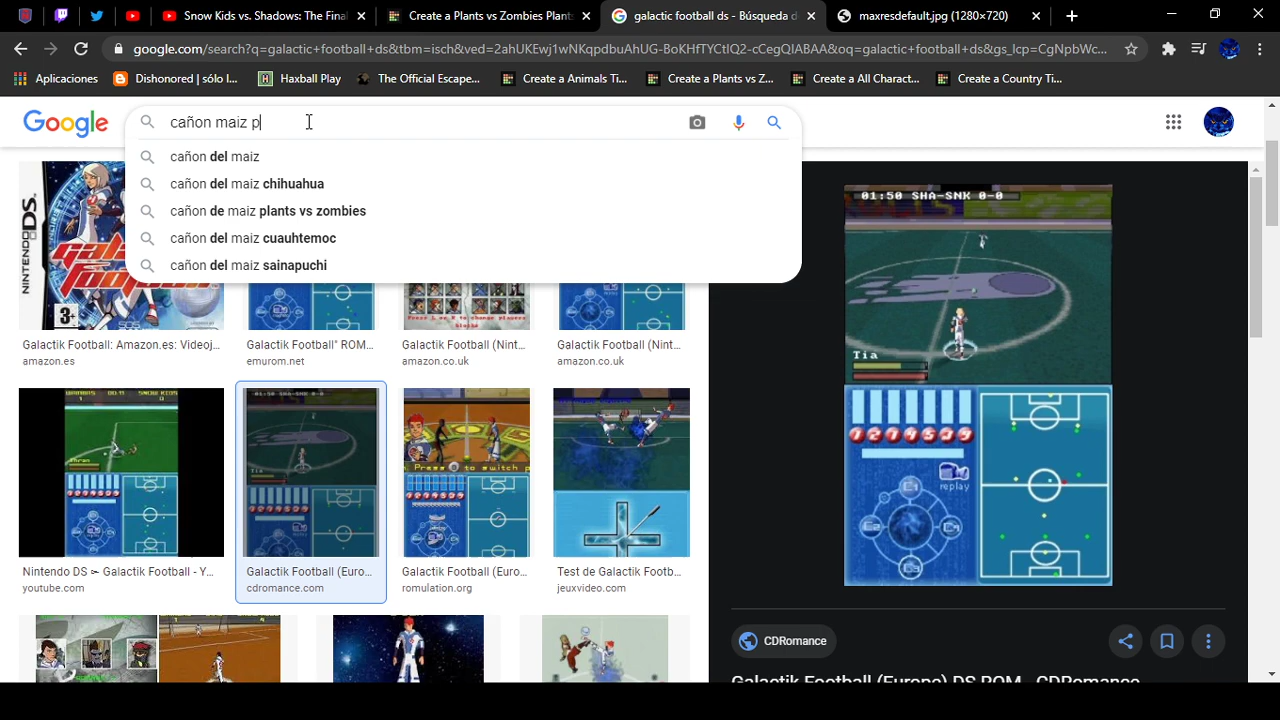 Snow Kids vs. Shadows: The Final
Create a Plants vs Zombies Plants
galactic football ds - Búsqueda d
maxresdefault.jpg (1280×720)
google.com/search?q=galactic+football+ds&tbm=isch&ved=2ahUKEwj1wNKqpdbuAhUG-BoKHfTYCtIQ2-cCegQIABAA&oq=galactic+football+ds&gs_lcp=CgNpbWc...
Aplicaciones
Dishonored | sólo l...
Haxball Play
The Official Escape...
Create a Animals Ti...
Create a Plants vs Z...
Create a All Charact...
Create a Country Ti...
Google
cañon maiz p
cañon del maiz
cañon del maiz chihuahua
cañon de maiz plants vs zombies
cañon del maiz cuauhtemoc
cañon del maiz sainapuchi
NINTENDO DS
3+
Galactik Football: Amazon.es: Videoj...
amazon.es
Galactik Football" ROM...
emurom.net
Galactik Football (Nint...
amazon.co.uk
Galactik Football (Nint...
amazon.co.uk
Nintendo DS ➢ Galactik Football - Y...
youtube.com
Galactik Football (Euro...
cdromance.com
Galactik Football (Euro...
romulation.org
Test de Galactik Footb...
jeuxvideo.com
01:50 SHA-SNK 0-0
Tia
replay
CDRomance
Galactik Football (Europe) DS ROM - CDRomance